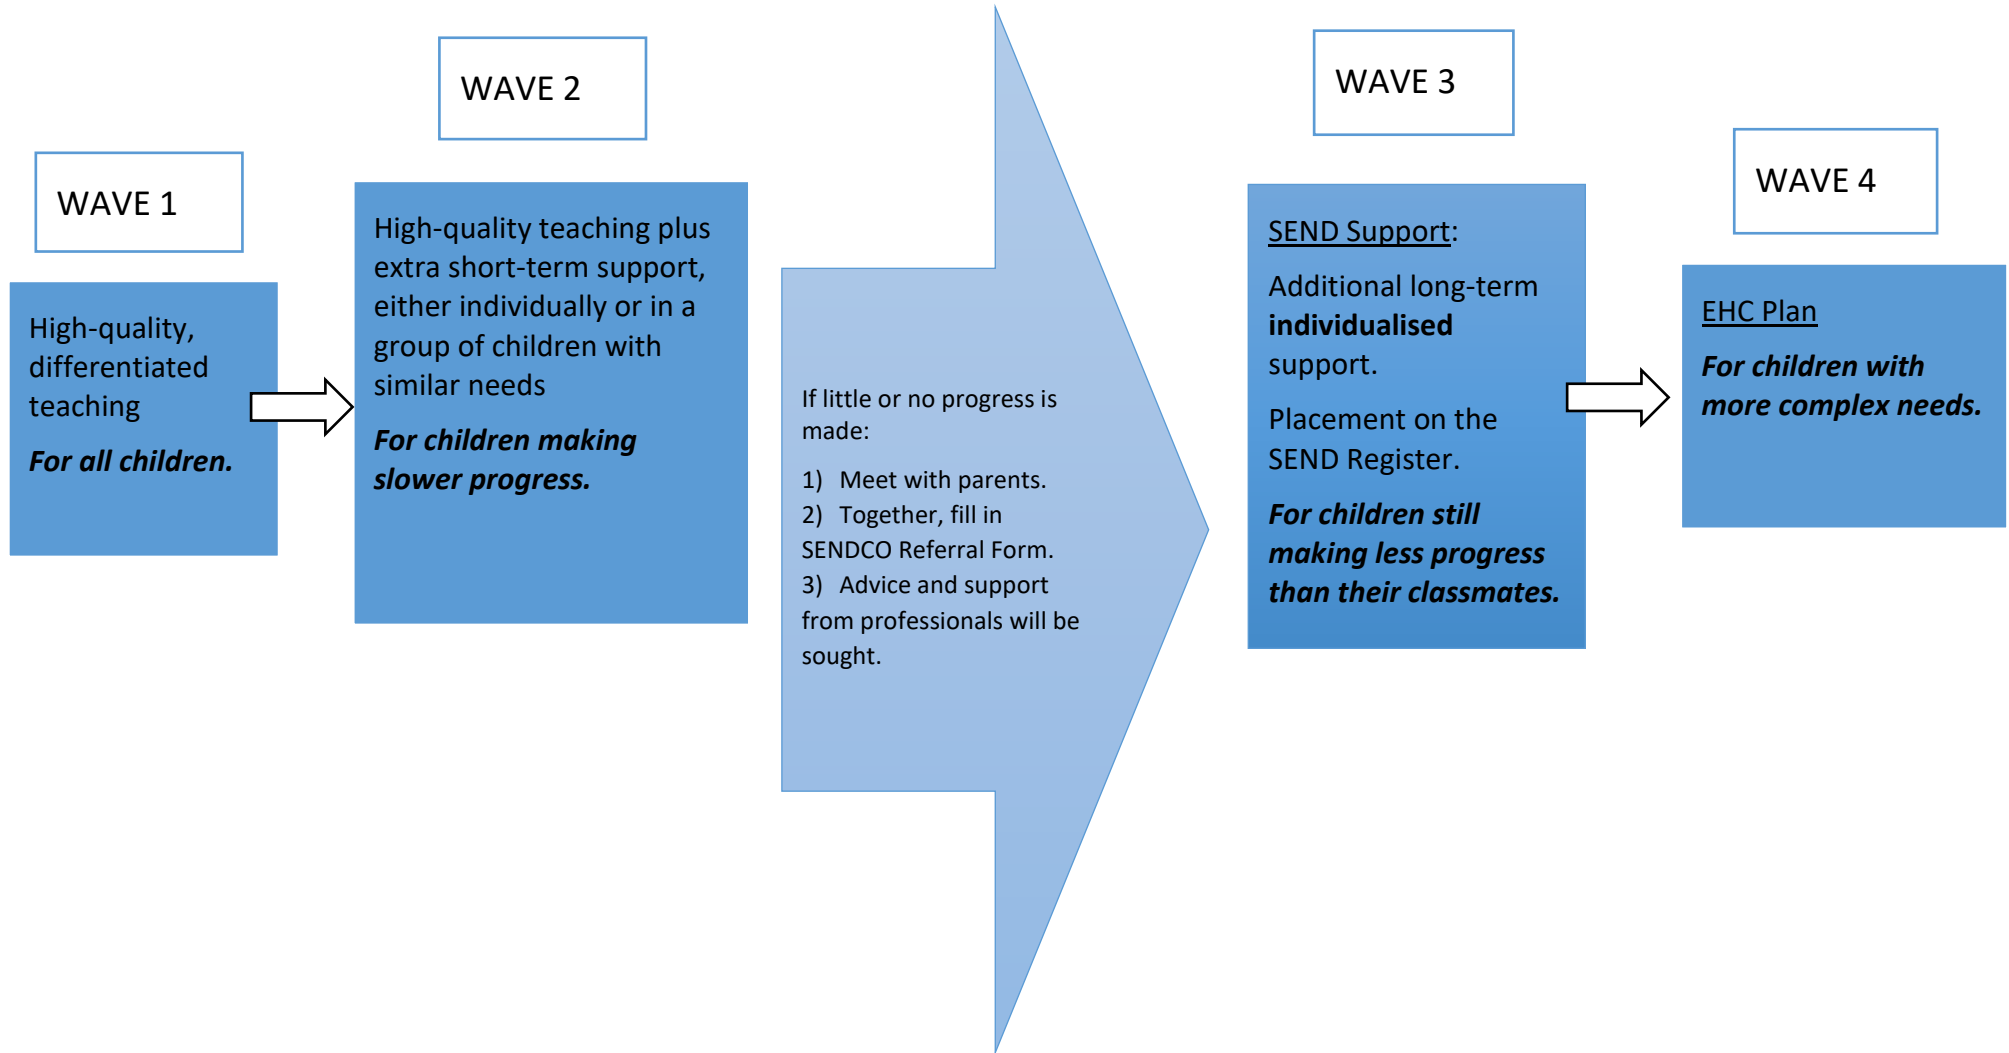 WAVE 1
High-quality,
differentiated
teaching
For all children.
WAVE 2
High-quality teaching plus
extra short-term support,
either individually or in a
group of children with
similar needs
For children making
slower progress.
If little or no progress is
made:
1) Meet with parents.
2) Together, fill in
SENDCO Referral Form.
3) Advice and support
from professionals will be
sought.
WAVE 3
SEND Support:
Additional long-term
individualised
support.
Placement on the
SEND Register.
For children still
making less progress
than their classmates.
WAVE 4
EHC Plan
For children with
more complex needs.